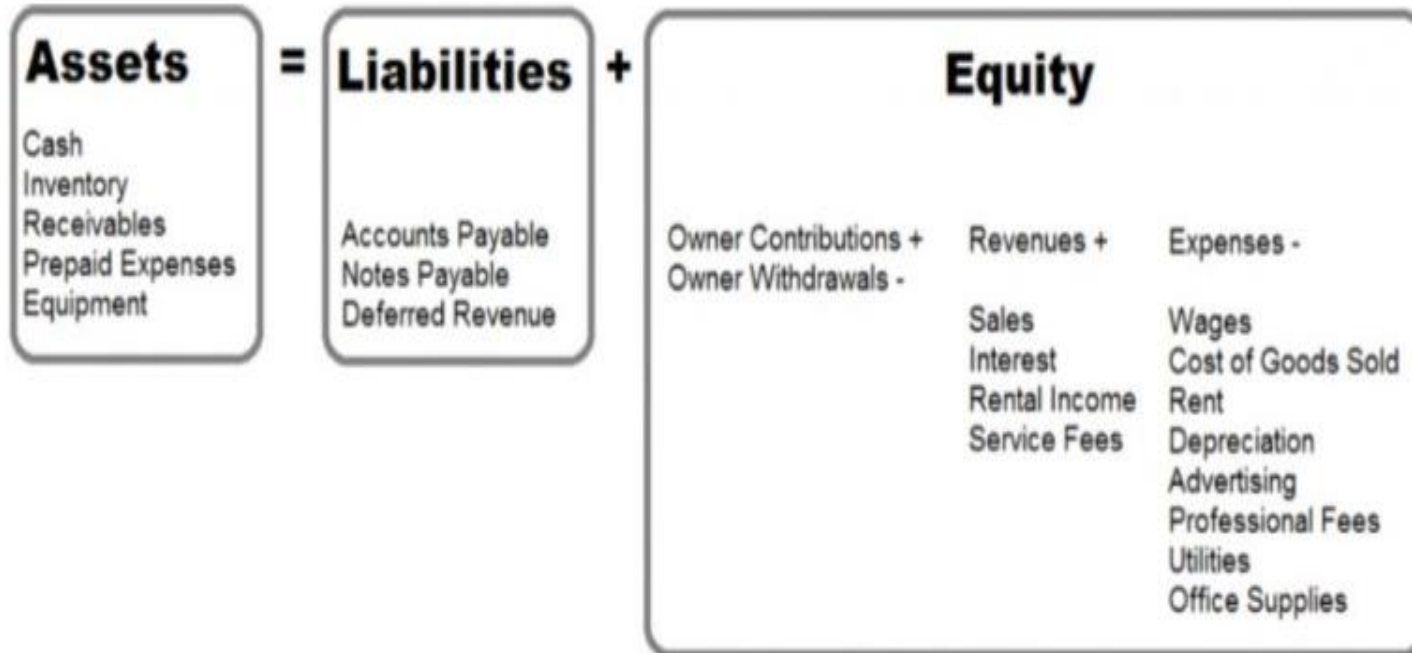 Assets = Liabilities + Equity
Cash
Inventory
Receivables
Prepaid Expenses
Equipment
Accounts Payable
Notes Payable
Deferred Revenue
Owner Contributions +
Owner Withdrawals -
Revenues +
Sales
Interest
Rental Income
Service Fees
Expenses -
Wages
Cost of Goods Sold
Rent
Depreciation
Advertising
Professional Fees
Utilities
Office Supplies